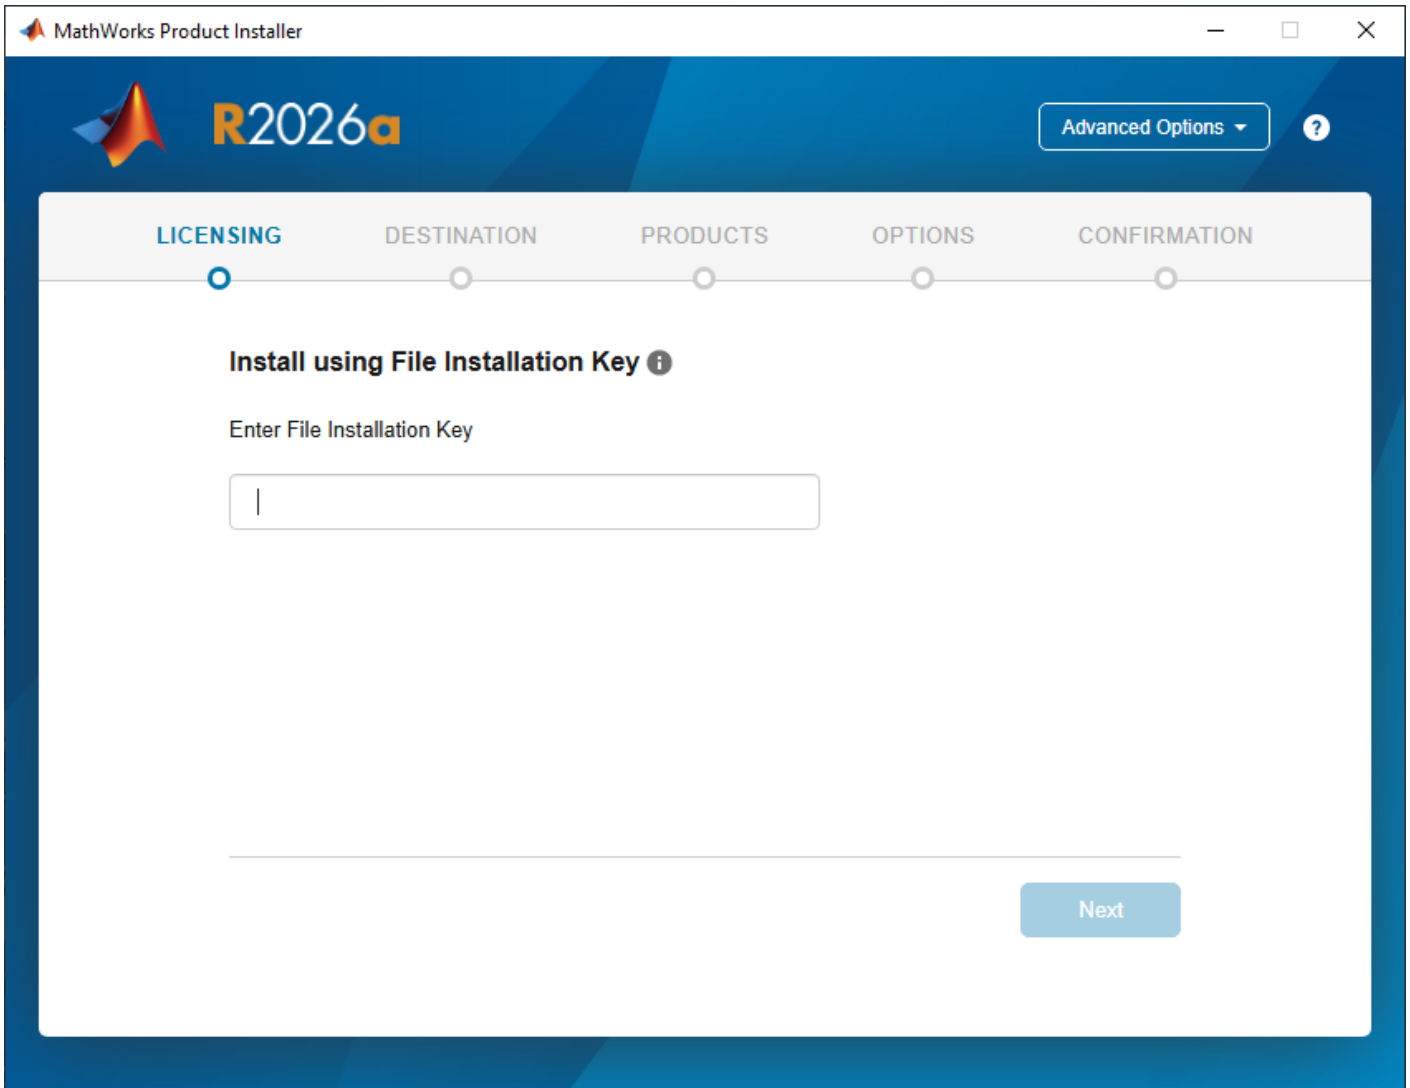 MathWorks Product Installer
R2026a
Advanced Options
?
LICENSING DESTINATION PRODUCTS OPTIONS CONFIRMATION
Install using File Installation Key
Enter File Installation Key
Next